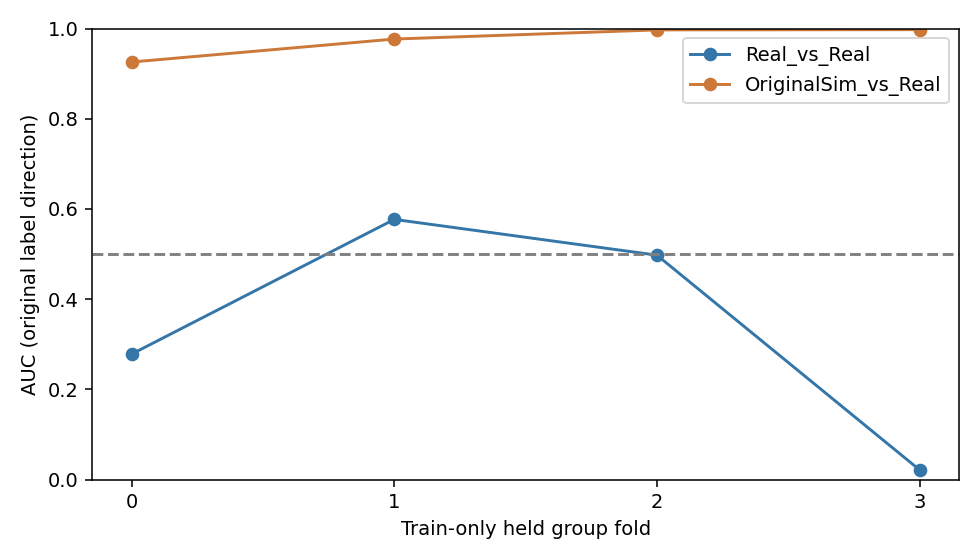 1.0
0.8
0.6
0.4
0.2
0.0
AUC (original label direction)
Real_vs_Real
OriginalSim_vs_Real
0 1 2 3
Train-only held group fold